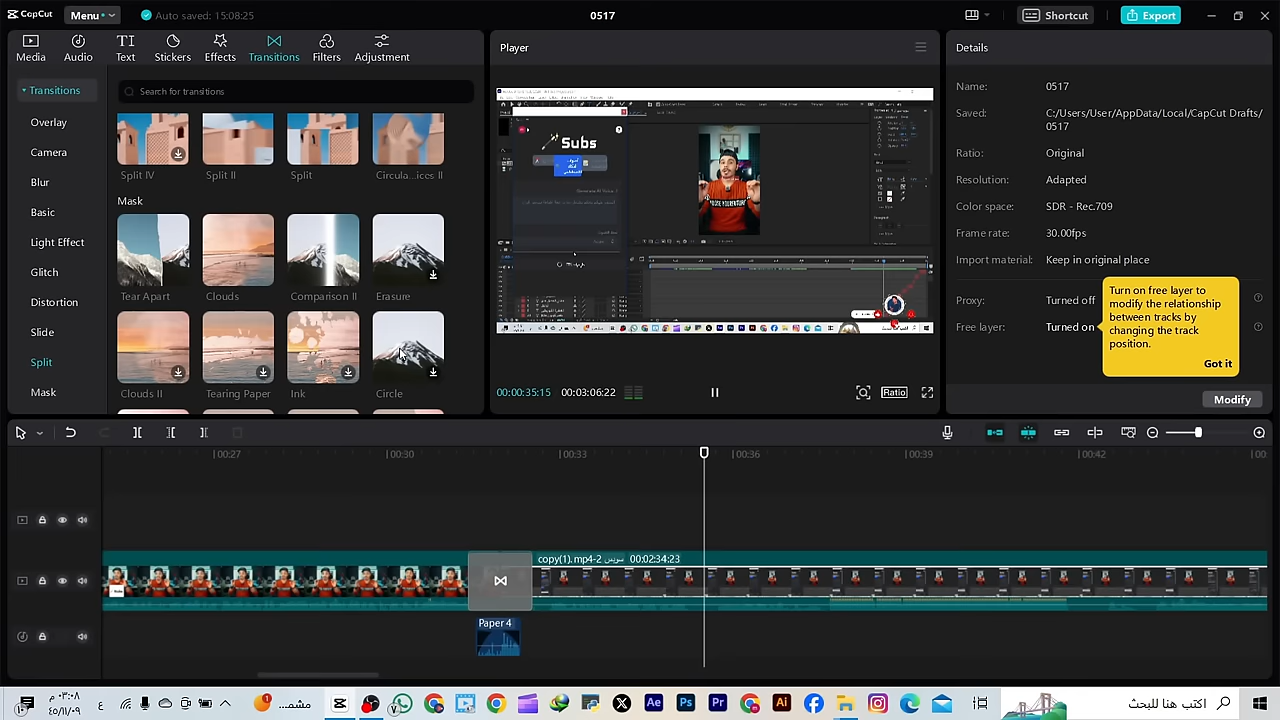 CapCut
Menu
Auto saved: 15:08:25
0517
Shortcut
Export
Media
Audio
Text
Stickers
Effects
Transitions
Filters
Adjustment
Player
Details
Transitions
Search for transitions
Overlay
Camera
Blur
Light Effect
Glitch
Distortion
Slide
Split
Mask
Split IV
Split II
Split
Mask
Tear Apart
Clouds
Comparison II
Erasure
Clouds II
Tearing Paper
Ink
Circle
Subs
Name:
0517
Saved:
C:/Users/User/AppData/Local/CapCut Drafts/
0517
Ratio:
Original
Resolution:
Adapted
Color space:
SDR - Rec.709
Frame rate:
30.00fps
Import material:
Keep in original place
Proxy:
Turned off
Turned on
Turn on free layer to
modify the relationship
between tracks by
changing the track
position.
Got it
Modify
00:00:35:15
00:03:06:22
Ratio
00:27
00:30
00:33
00:36
00:39
00:42
00:
سويس 2-copy(1).mp4
00:02:34:23
Paper 4
Ae
Ps
Pr
Ai
اكتب هنا للبحث